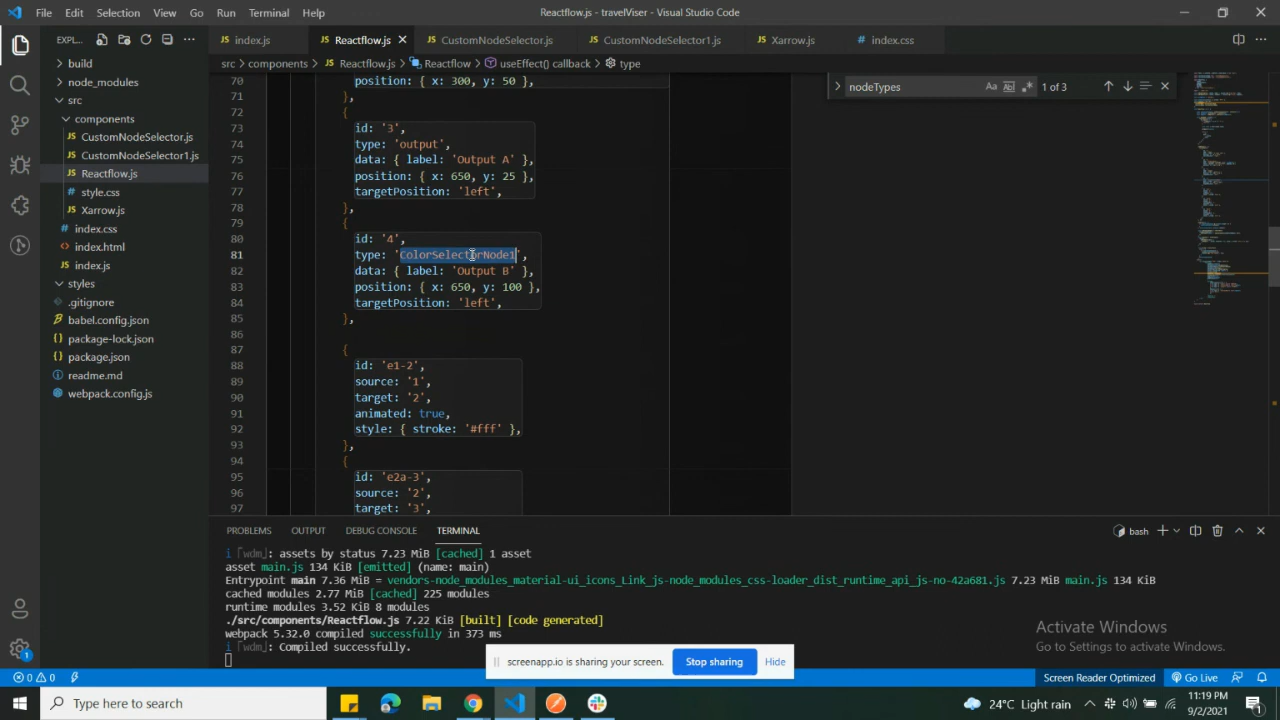 File Edit Selection View Go Run Terminal Help
Reactflow.js - travelViser - Visual Studio Code
EXPL...
index.js Reactflow.js CustomNodeSelector.js CustomNodeSelector1.js Xarrow.js index.css
src > components > Reactflow.js > Reactflow > useEffect() callback > type
nodeTypes Aa ab .* 1 of 3
build
node_modules
src
components
CustomNodeSelector.js
CustomNodeSelector1.js
Reactflow.js
style.css
Xarrow.js
index.css
index.html
index.js
styles
.gitignore
babel.config.json
package-lock.json
package.json
readme.md
webpack.config.js
70 position: { x: 300, y: 50 },
71 },
72 {
73 id: '3',
74 type: 'output',
75 data: { label: 'Output A' },
76 position: { x: 650, y: 25 },
77 targetPosition: 'left',
78 },
79 {
80 id: '4',
81 type: 'ColorSelectorNode1',
82 data: { label: 'Output B' },
83 position: { x: 650, y: 100 },
84 targetPosition: 'left',
85 },
86
87 {
88 id: 'e1-2',
89 source: '1',
90 target: '2',
91 animated: true,
92 style: { stroke: '#fff' },
93 },
94 {
95 id: 'e2a-3',
96 source: '2',
97 target: '3',
PROBLEMS OUTPUT DEBUG CONSOLE TERMINAL
bash
i ｢wdm｣: assets by status 7.23 MiB [cached] 1 asset
asset main.js 134 KiB [emitted] (name: main)
Entrypoint main 7.36 MiB = vendors-node_modules_material-ui_icons_Link_js-node_modules_css-loader_dist_runtime_api_js-no-42a681.js 7.23 MiB main.js 134 KiB
cached modules 2.77 MiB [cached] 225 modules
runtime modules 3.52 KiB 8 modules
./src/components/Reactflow.js 7.22 KiB [built] [code generated]
webpack 5.32.0 compiled successfully in 373 ms
i ｢wdm｣: Compiled successfully.
Activate Windows
Go to Settings to activate Windows.
screenapp.io is sharing your screen. Stop sharing Hide
1
0 0 Screen Reader Optimized Go Live
Type here to search
24°C Light rain
11:19 PM
9/2/2021
1